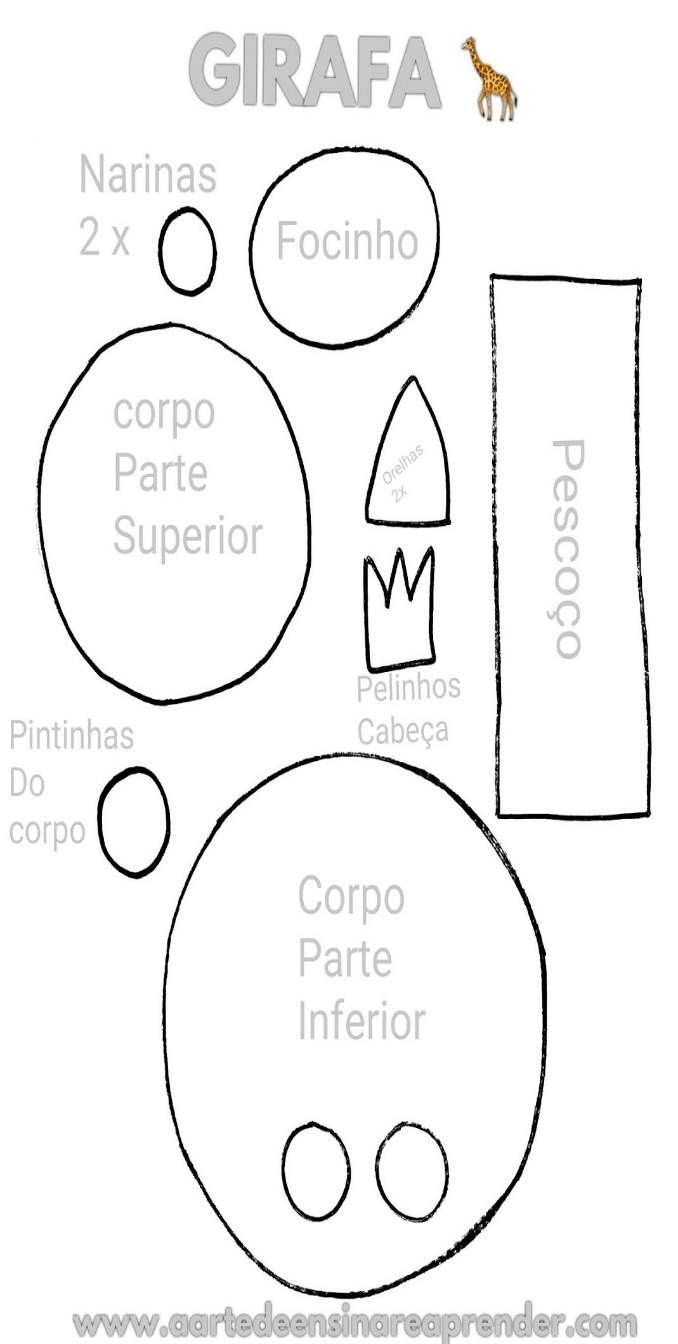 GIRAFA
Narinas
2 x
Focinho
corpo
Parte
Superior
Orelhas
2x
Pescoço
Pelinhos
Cabeça
Pintinhas
Do
corpo
Corpo
Parte
Inferior
www.aartedeensinareaprender.com